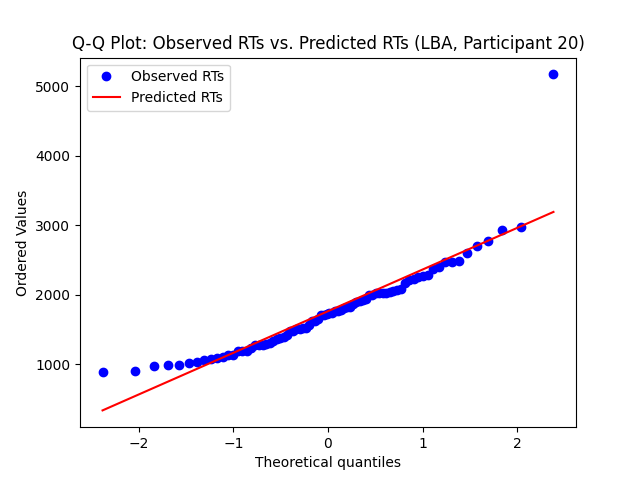 Q-Q Plot: Observed RTs vs. Predicted RTs (LBA, Participant 20)
Observed RTs
Predicted RTs
5000
4000
3000
2000
1000
Ordered Values
−2
−1
0
1
2
Theoretical quantiles